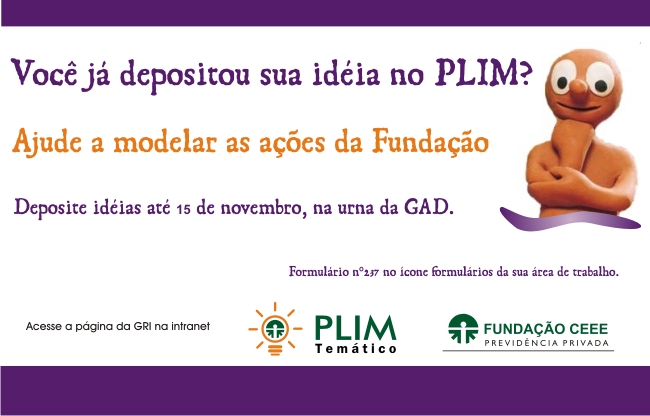 Você já depositou sua idéia no PLIM?
Ajude a modelar as ações da Fundação
Deposite idéias até 15 de novembro, na urna da GAD.
Formulário nº237 no ícone formulários da sua área de trabalho.
Acesse a página da GRI na intranet
PLIM
Temático
FUNDAÇÃO CEEE
PREVIDÊNCIA PRIVADA